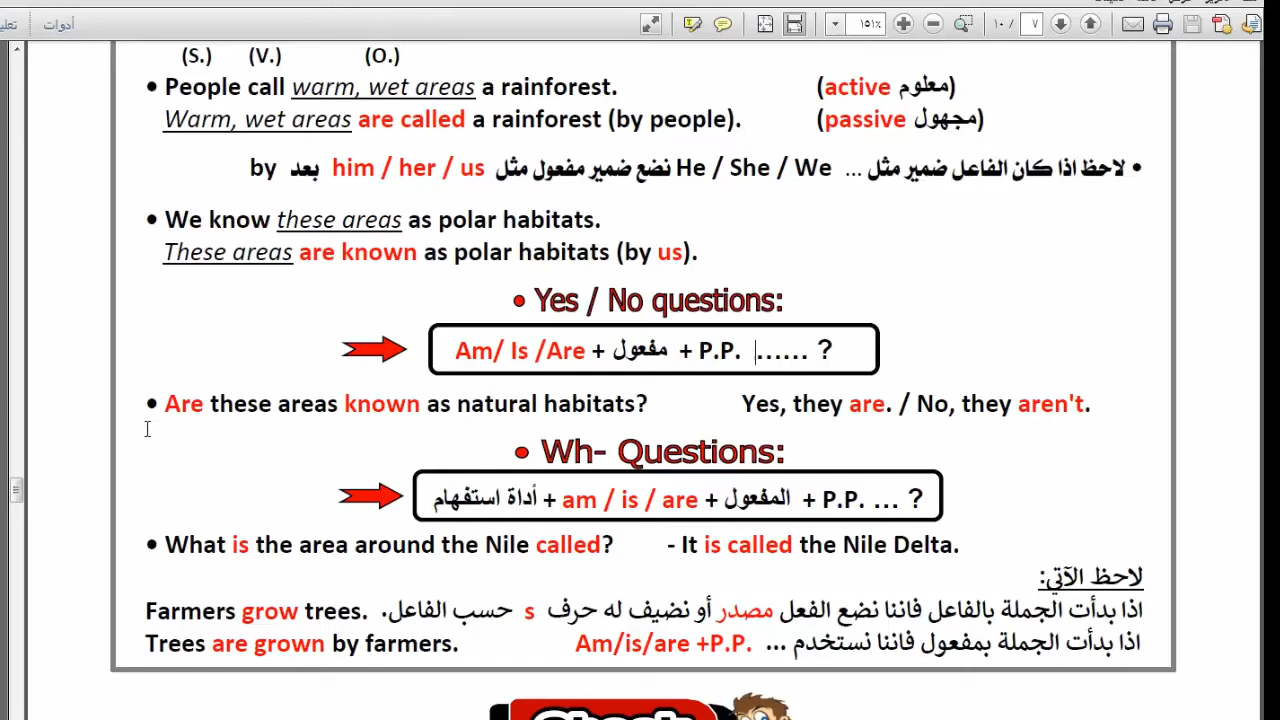 أدوات
١٥١٪
٧
١٠ /
(S.) (V.) (O.)
• People call warm, wet areas a rainforest. (active معلوم)
Warm, wet areas are called a rainforest (by people). (passive مجهول)
• لاحظ اذا كان الفاعل ضمير مثل ... He / She / We نضع ضمير مفعول مثل him / her / us بعد by
• We know these areas as polar habitats.
These areas are known as polar habitats (by us).
• Yes / No questions:
Am/ Is /Are + مفعول + P.P. ...... ?
• Are these areas known as natural habitats? Yes, they are. / No, they aren't.
• Wh- Questions:
أداة استفهام + am / is / are + المفعول + P.P. ... ?
• What is the area around the Nile called? - It is called the Nile Delta.
لاحظ الآتي:
Farmers grow trees. اذا بدأت الجملة بالفاعل فاننا نضع الفعل مصدر أو نضيف له حرف s حسب الفاعل.
Trees are grown by farmers. اذا بدأت الجملة بمفعول فاننا نستخدم ... Am/is/are +P.P.